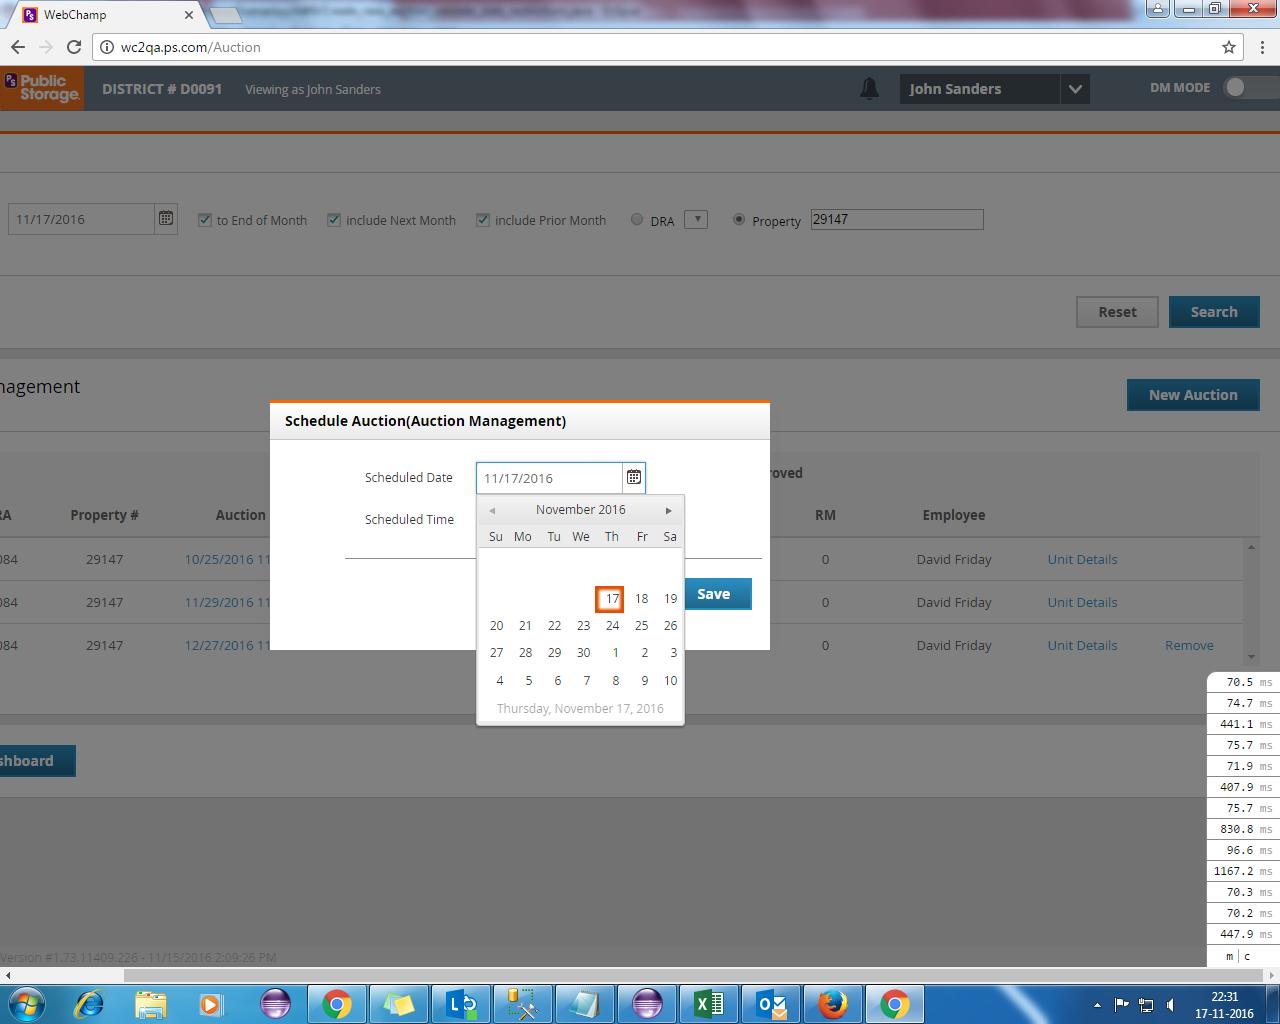 WebChamp
wc2qa.ps.com/Auction
PS Public Storage.
DISTRICT # D0091 Viewing as John Sanders John Sanders DM MODE
11/17/2016 to End of Month include Next Month include Prior Month DRA Property 29147
Reset Search
nagement New Auction
Schedule Auction(Auction Management)
Scheduled Date 11/17/2016
Scheduled Time
November 2016
Su Mo Tu We Th Fr Sa
17 18 19
20 21 22 23 24 25 26
27 28 29 30 1 2 3
4 5 6 7 8 9 10
Thursday, November 17, 2016
Save
roved
RA Property # Auction RM Employee
084 29147 10/25/2016 11 0 David Friday Unit Details
084 29147 11/29/2016 11 0 David Friday Unit Details
084 29147 12/27/2016 11 0 David Friday Unit Details Remove
shboard
70.5 ms
74.7 ms
441.1 ms
75.7 ms
71.9 ms
407.9 ms
75.7 ms
830.8 ms
96.6 ms
1167.2 ms
70.3 ms
70.2 ms
447.9 ms
m | c
Version #1.73.11409.226 - 11/15/2016 2:09:26 PM
22:31
17-11-2016